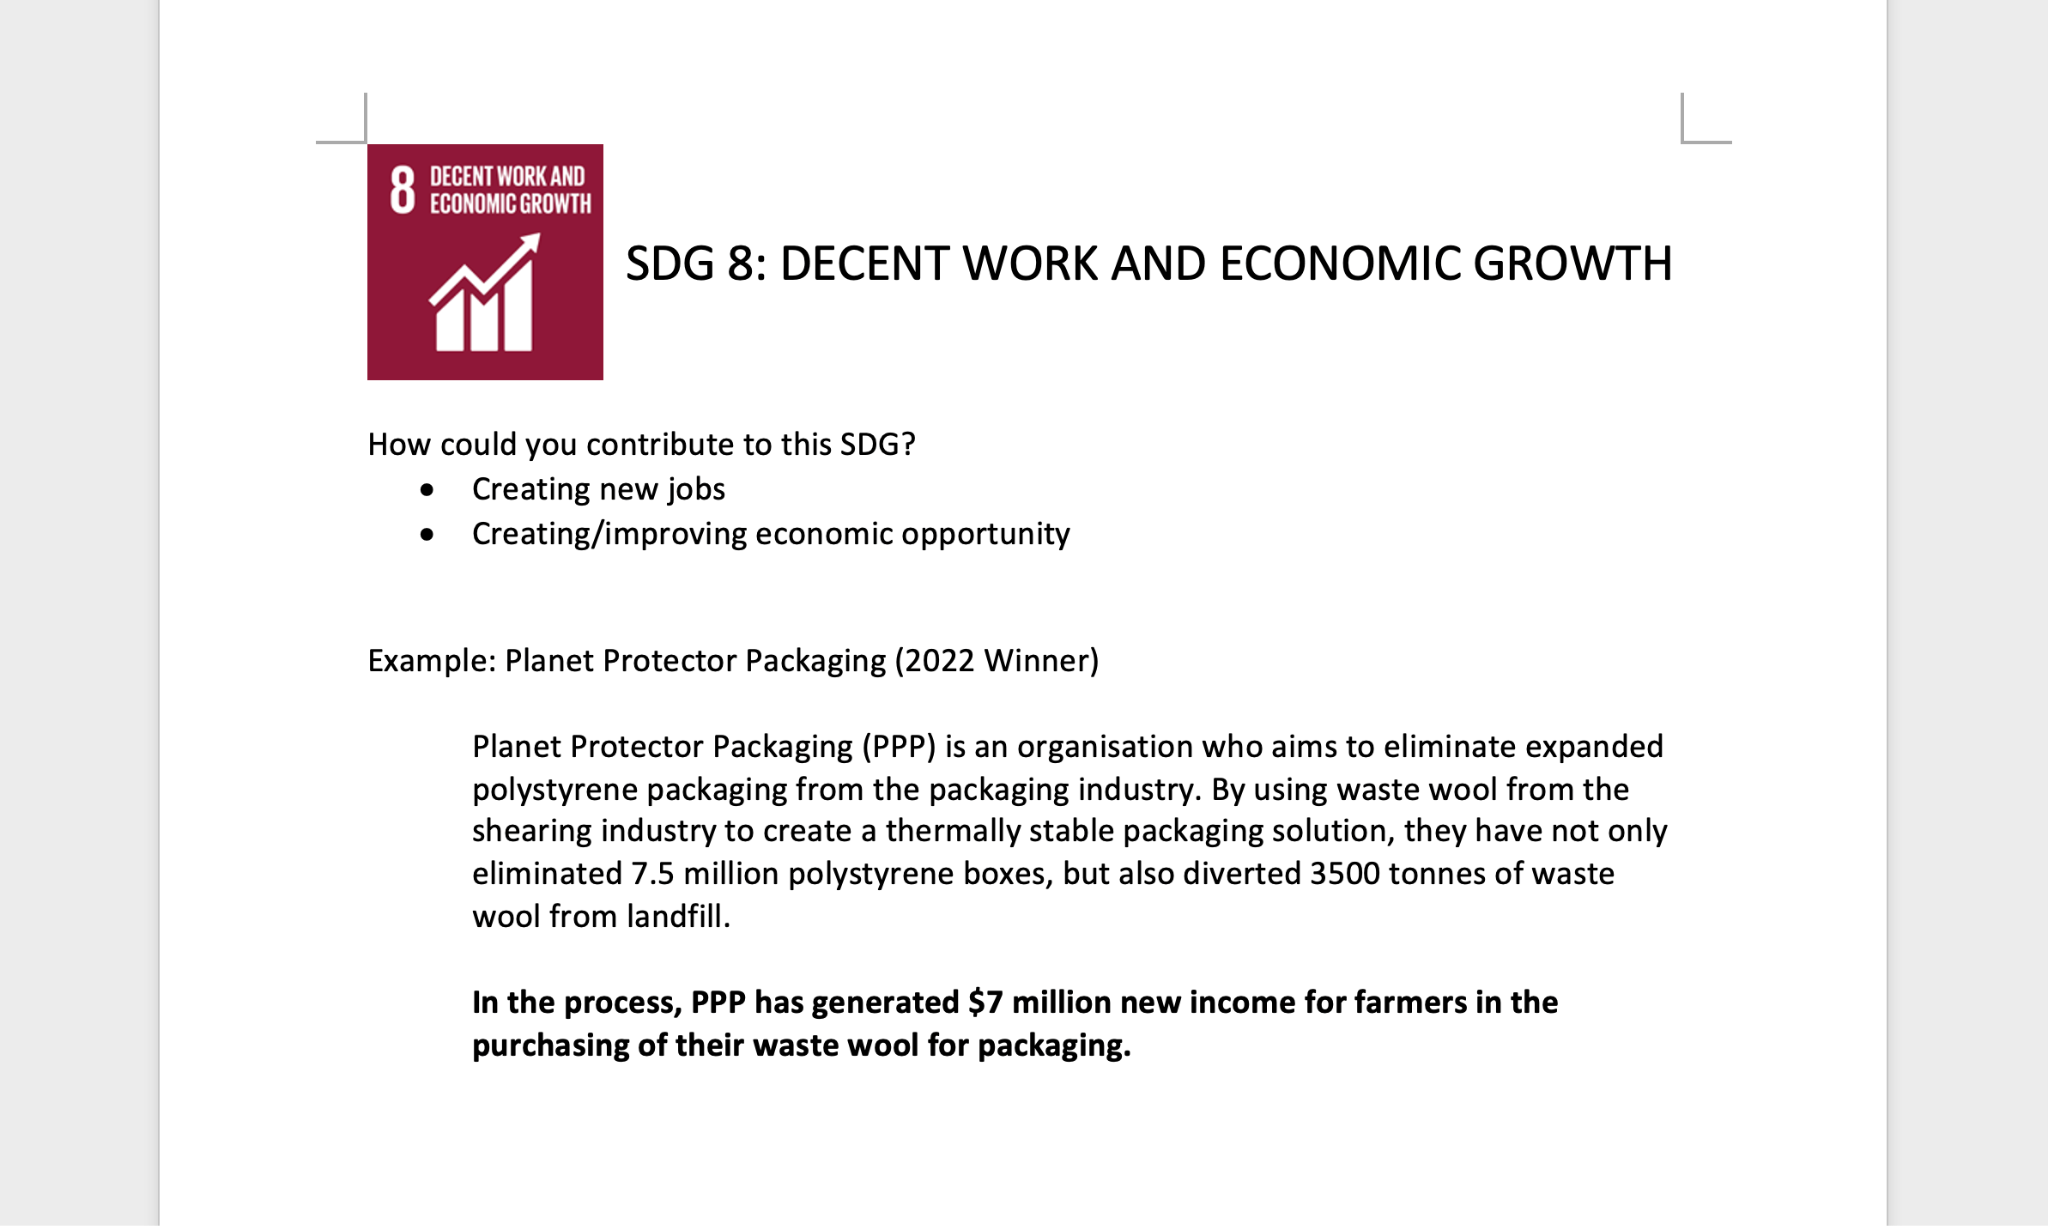 8 DECENT WORK AND
ECONOMIC GROWTH
SDG 8: DECENT WORK AND ECONOMIC GROWTH
How could you contribute to this SDG?
• Creating new jobs
• Creating/improving economic opportunity
Example: Planet Protector Packaging (2022 Winner)
Planet Protector Packaging (PPP) is an organisation who aims to eliminate expanded
polystyrene packaging from the packaging industry. By using waste wool from the
shearing industry to create a thermally stable packaging solution, they have not only
eliminated 7.5 million polystyrene boxes, but also diverted 3500 tonnes of waste
wool from landfill.
In the process, PPP has generated $7 million new income for farmers in the
purchasing of their waste wool for packaging.